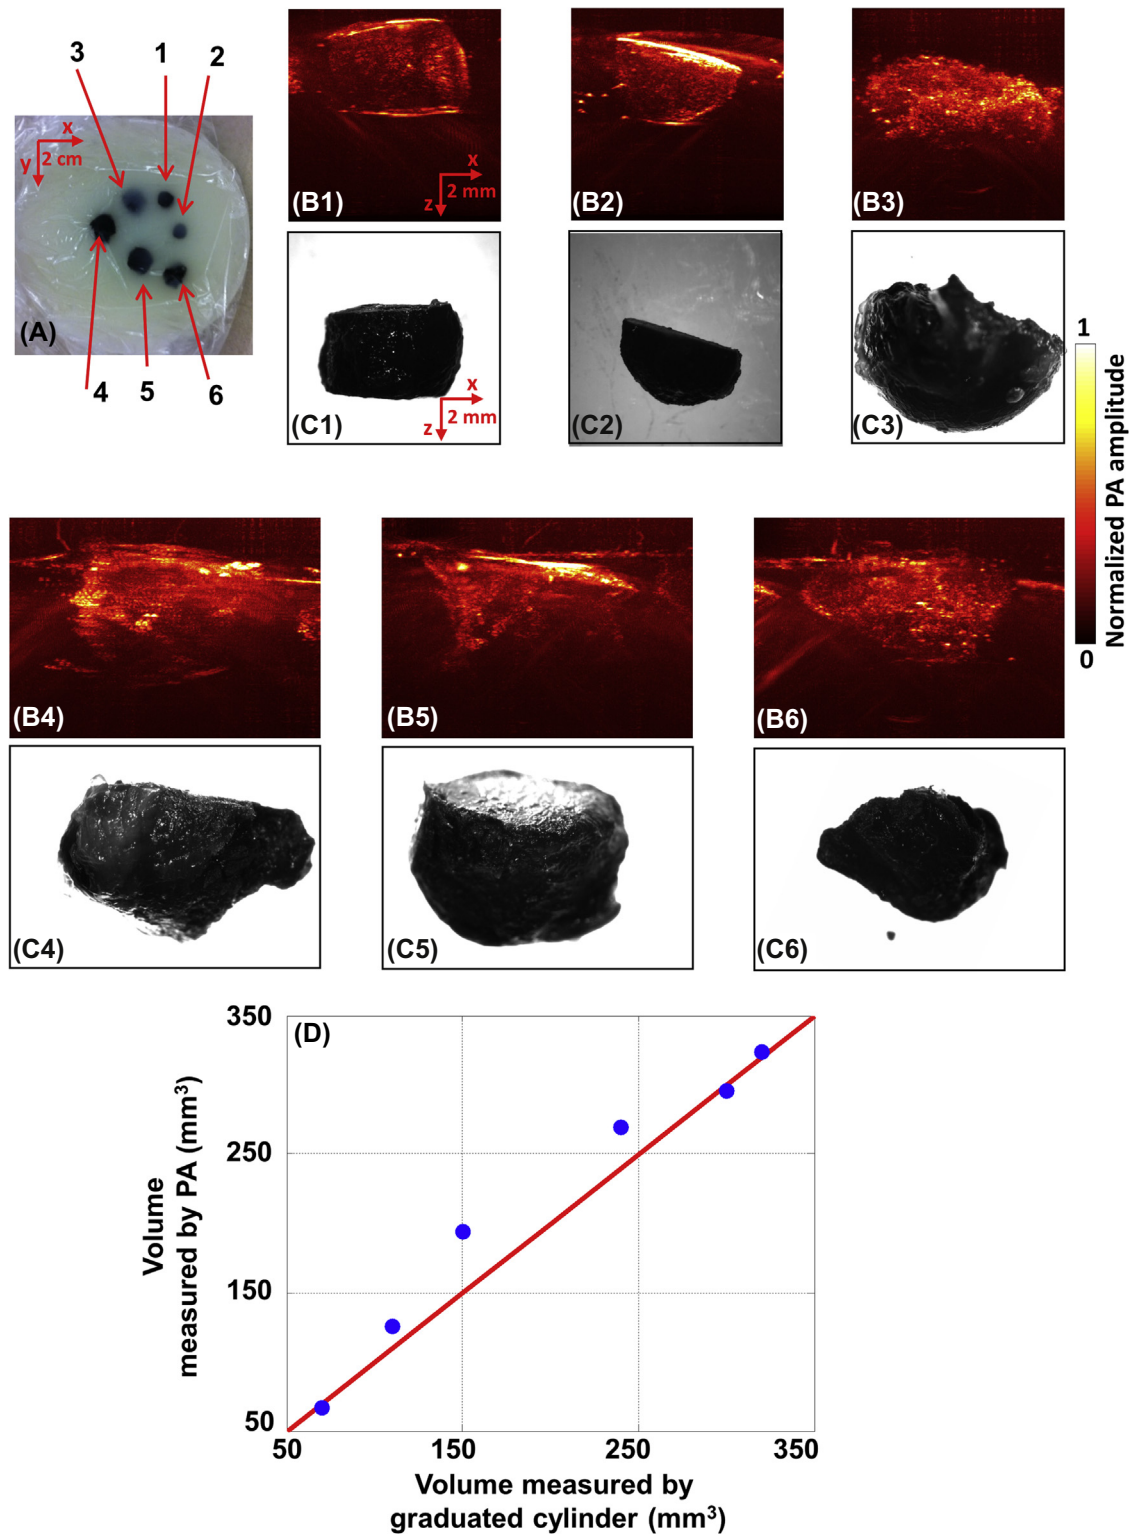 3 1 2
x
y 2 cm
(A)
4 5 6
(B1)
x
z 2 mm
(B2)
(B3)
(C1)
x
z 2 mm
(C2)
(C3)
1
Normalized PA amplitude
0
(B4)
(B5)
(B6)
(C4)
(C5)
(C6)
(D)
350
250
150
50
Volume
measured by PA (mm³)
50 150 250 350
Volume measured by
graduated cylinder (mm³)